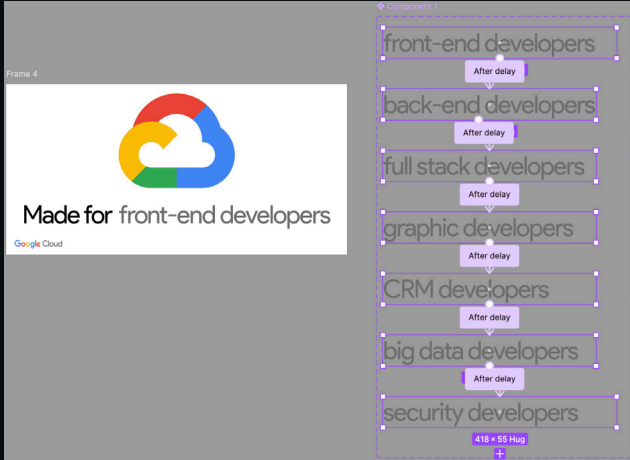 Component 1
front-end developers
After delay
back-end developers
After delay
full stack developers
After delay
graphic developers
After delay
CRM developers
After delay
big data developers
After delay
security developers
418 × 55 Hug
Frame 4
Made for front-end developers
Google Cloud